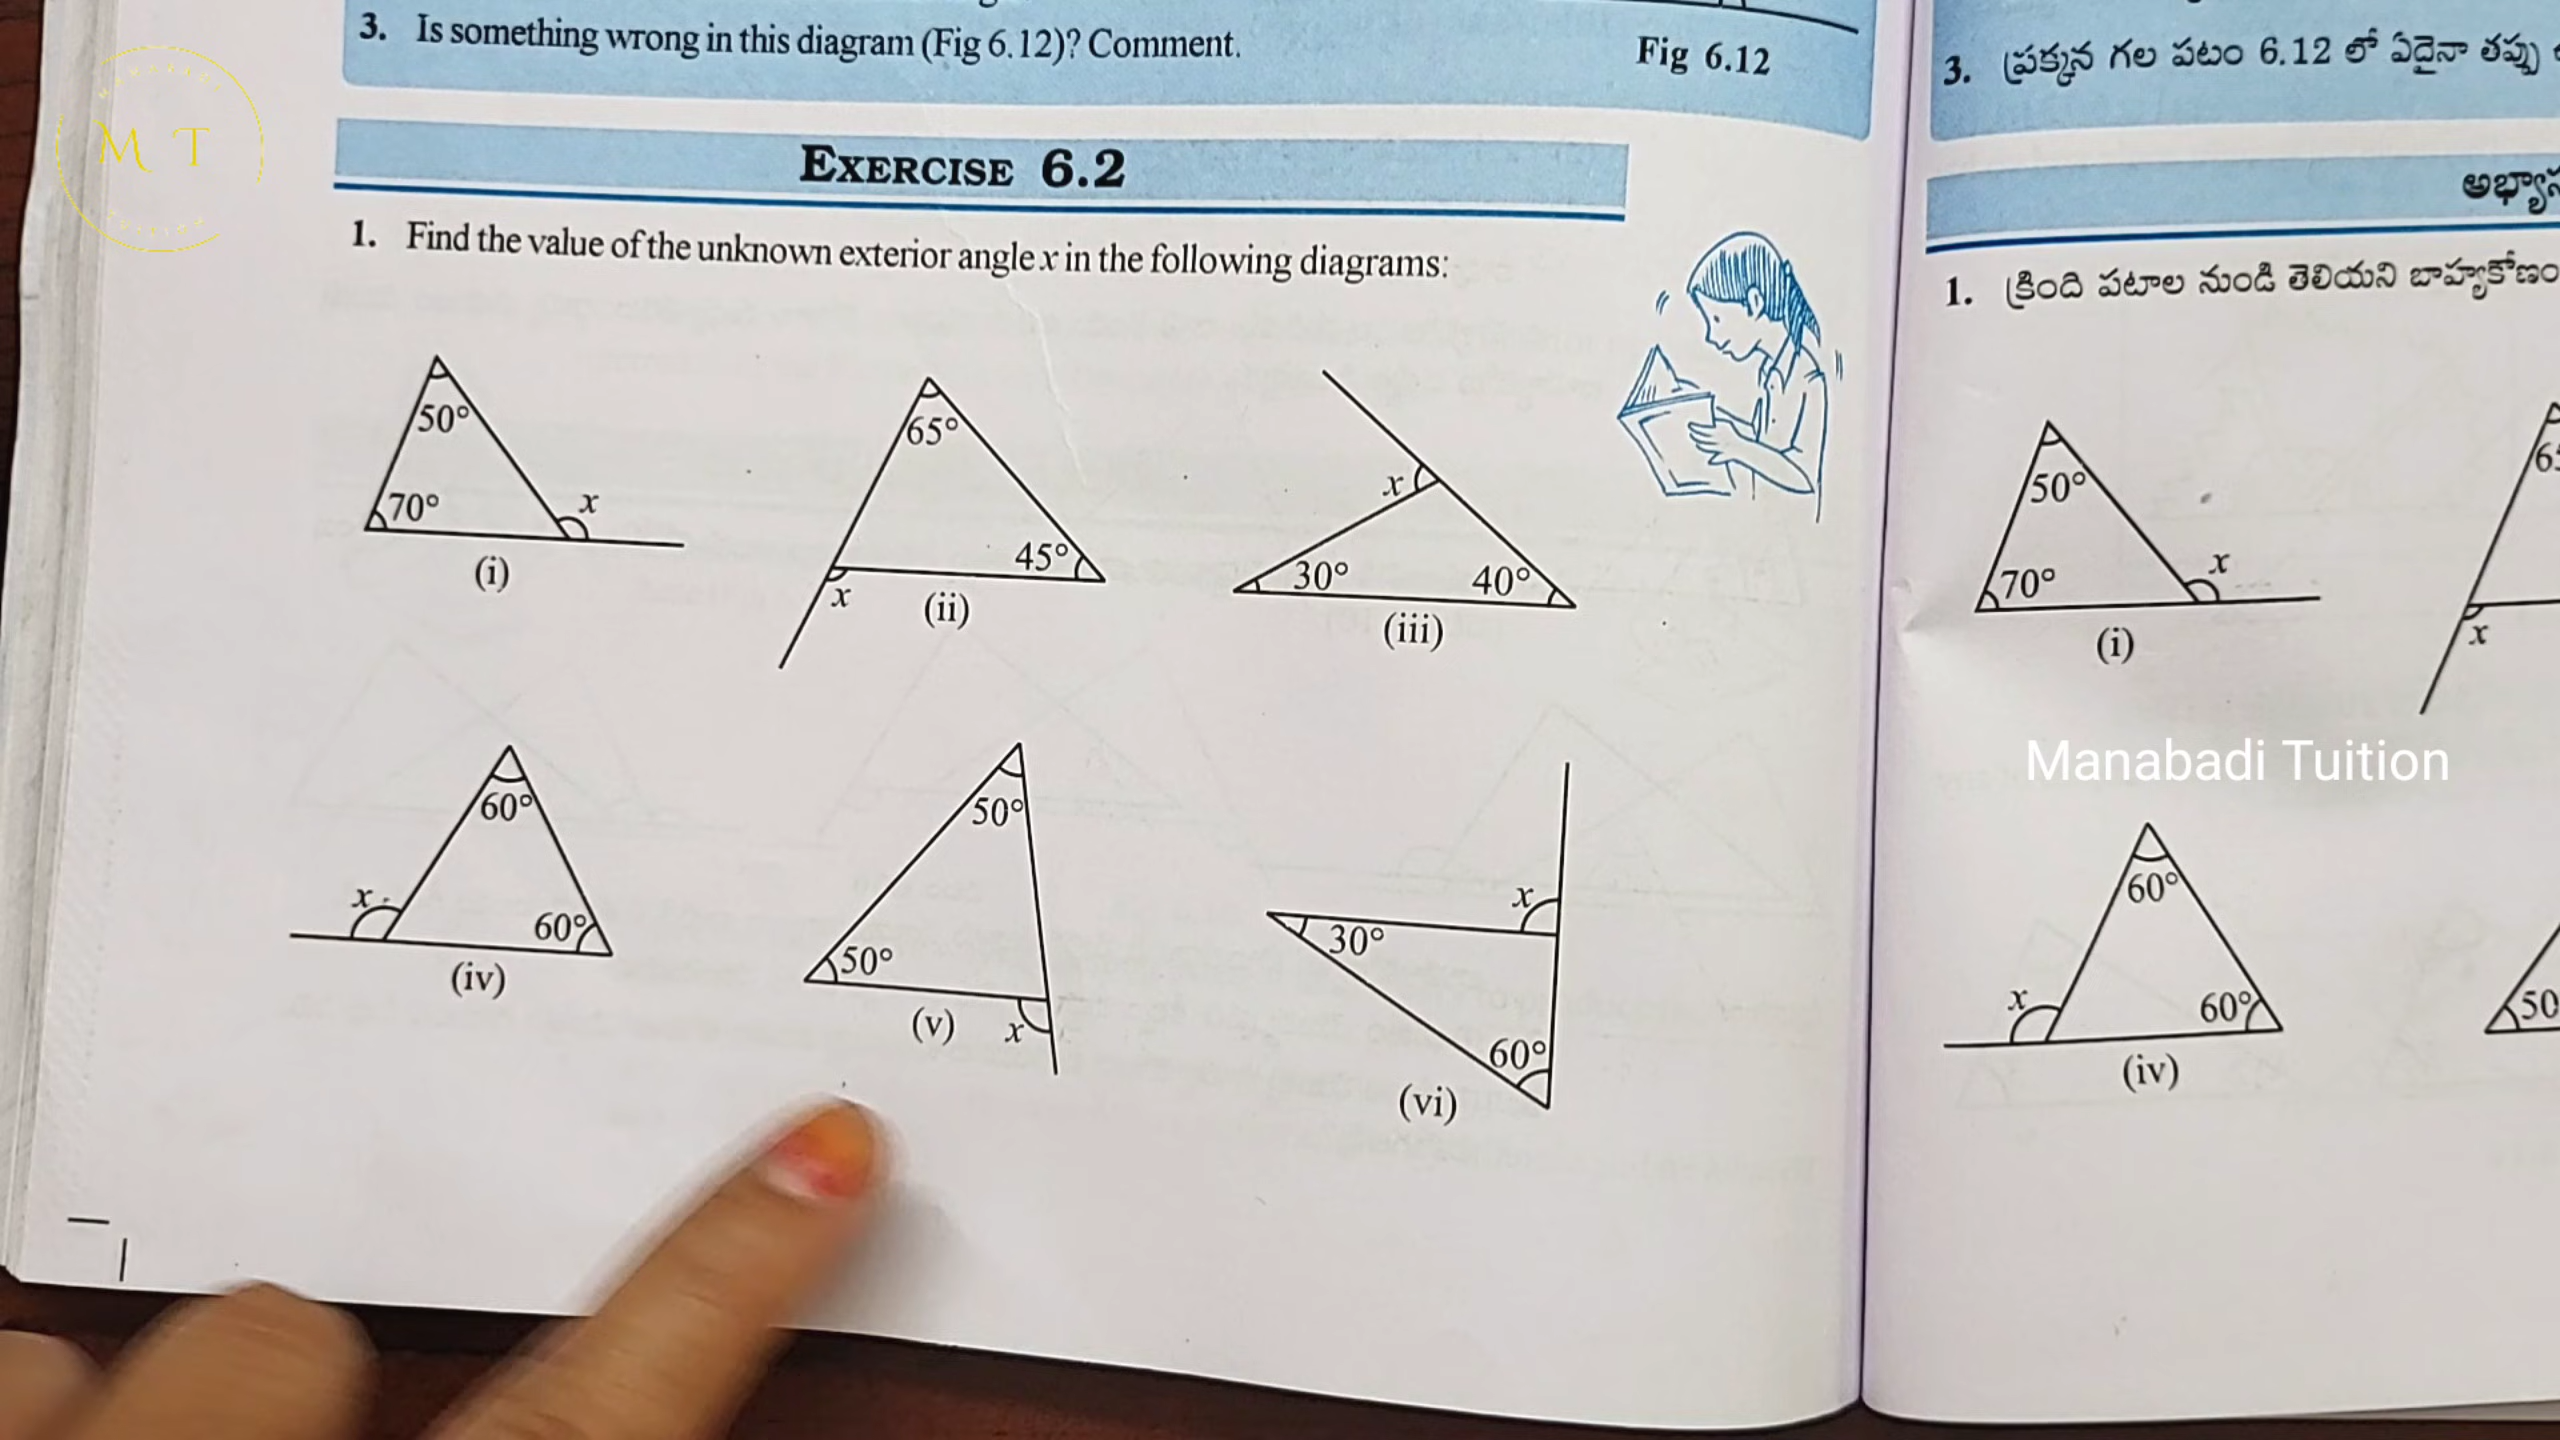 3. Is something wrong in this diagram (Fig 6.12)? Comment.
Fig 6.12
M T
EXERCISE 6.2
1. Find the value of the unknown exterior angle x in the following diagrams:
50°
70°
x
(i)
65°
45°
x
(ii)
x
30°
40°
(iii)
60°
x
60°
(iv)
50°
50°
x
(v)
x
30°
60°
(vi)
3. ప్రక్కన గల పటం 6.12 లో ఏదైనా తప్పు
1. క్రింది పటాల నుండి తెలియని బాహ్యకోణం
50°
70°
x
(i)
x
Manabadi Tuition
60°
x
60°
(iv)
50